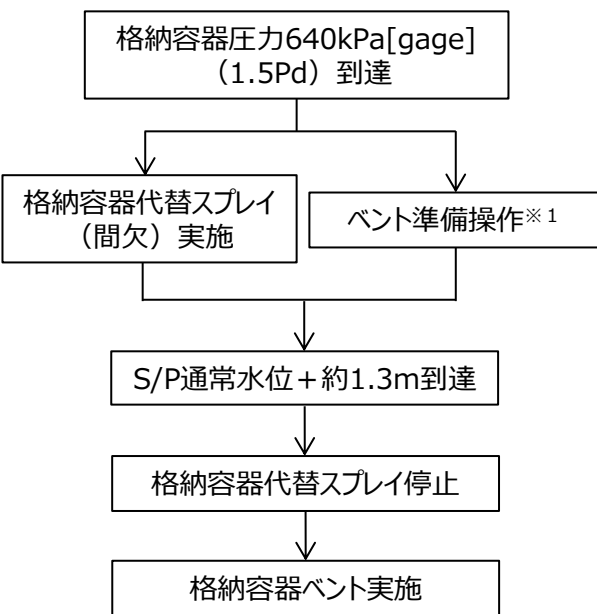 格納容器圧力640kPa[gage]
（1.5Pd）到達
格納容器代替スプレイ
（間欠）実施
ベント準備操作※1
S/P通常水位＋約1.3m到達
格納容器代替スプレイ停止
格納容器ベント実施